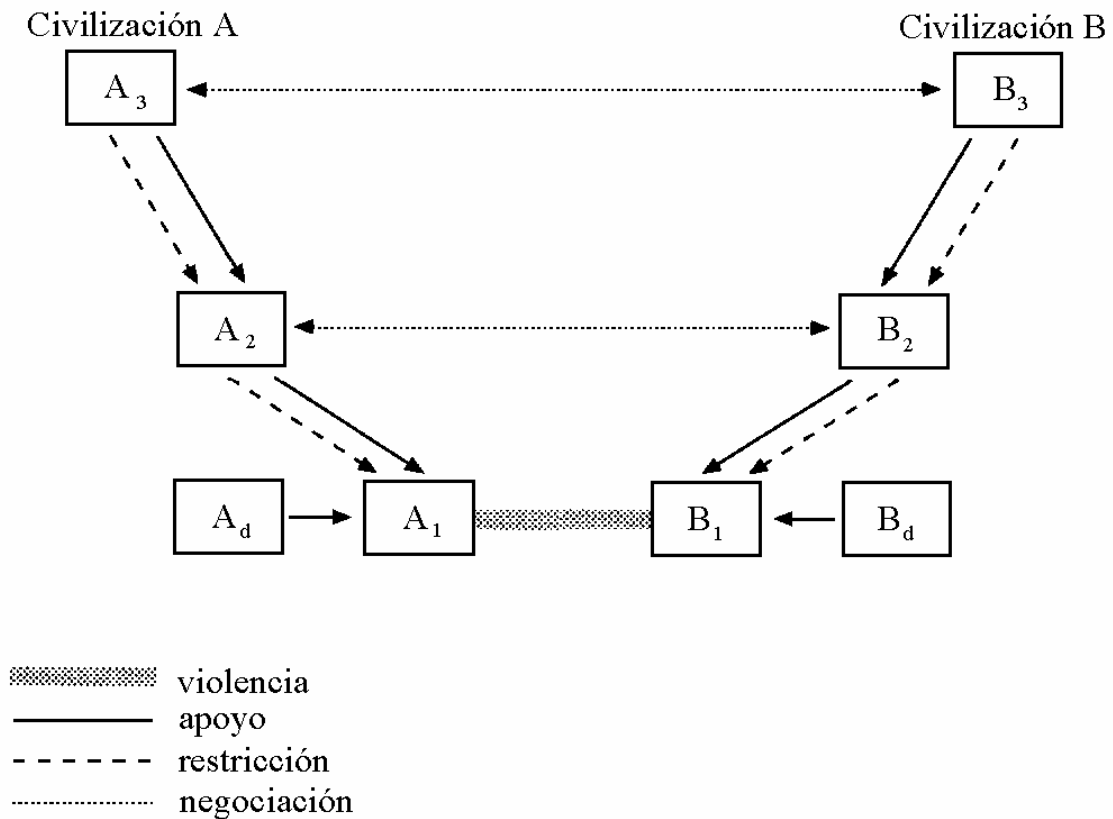 Civilización A
Civilización B
A3
B3
A2
B2
Ad
A1
B1
Bd
violencia
apoyo
restricción
negociación